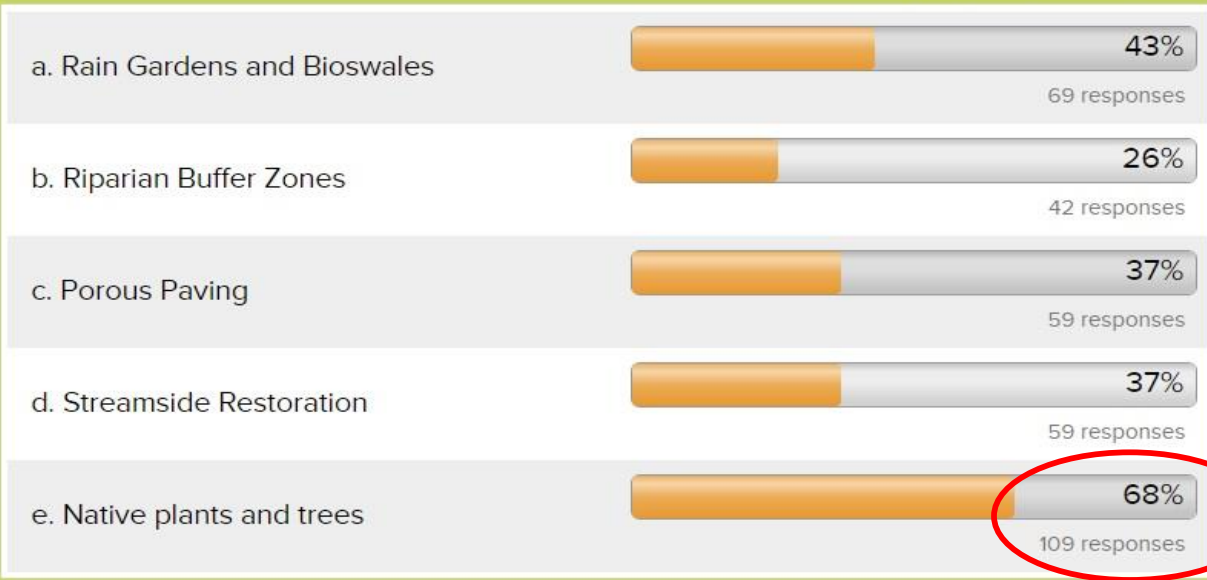 a. Rain Gardens and Bioswales
43%
69 responses
b. Riparian Buffer Zones
26%
42 responses
c. Porous Paving
37%
59 responses
d. Streamside Restoration
37%
59 responses
e. Native plants and trees
68%
109 responses